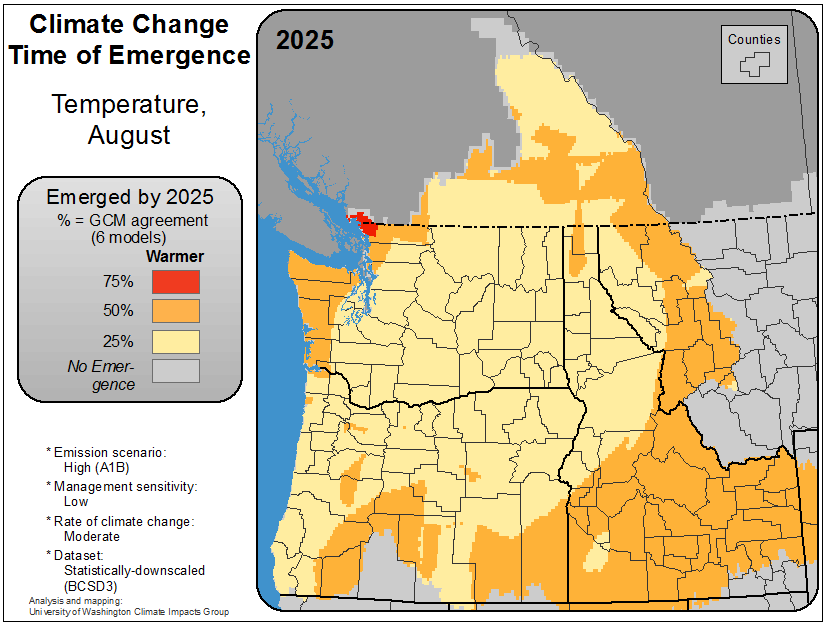 Climate Change
Time of Emergence
Temperature,
August
Emerged by 2025
% = GCM agreement
(6 models)
Warmer
75%
50%
25%
No Emer-
gence
* Emission scenario:
High (A1B)
* Management sensitivity:
Low
* Rate of climate change:
Moderate
* Dataset:
Statistically-downscaled
(BCSD3)
Analysis and mapping:
University of Washington Climate Impacts Group
2025
Counties